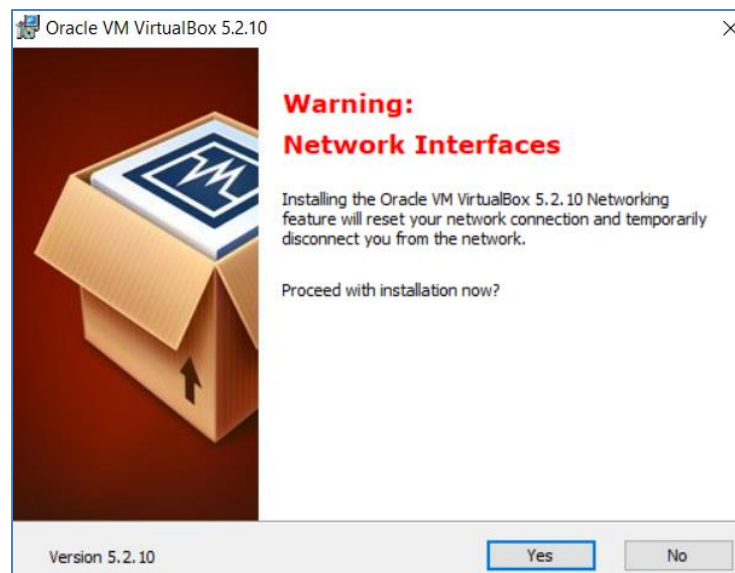 Oracle VM VirtualBox 5.2.10
Warning:
Network Interfaces
Installing the Oracle VM VirtualBox 5.2.10 Networking
feature will reset your network connection and temporarily
disconnect you from the network.
Proceed with installation now?
Version 5.2.10
Yes
No